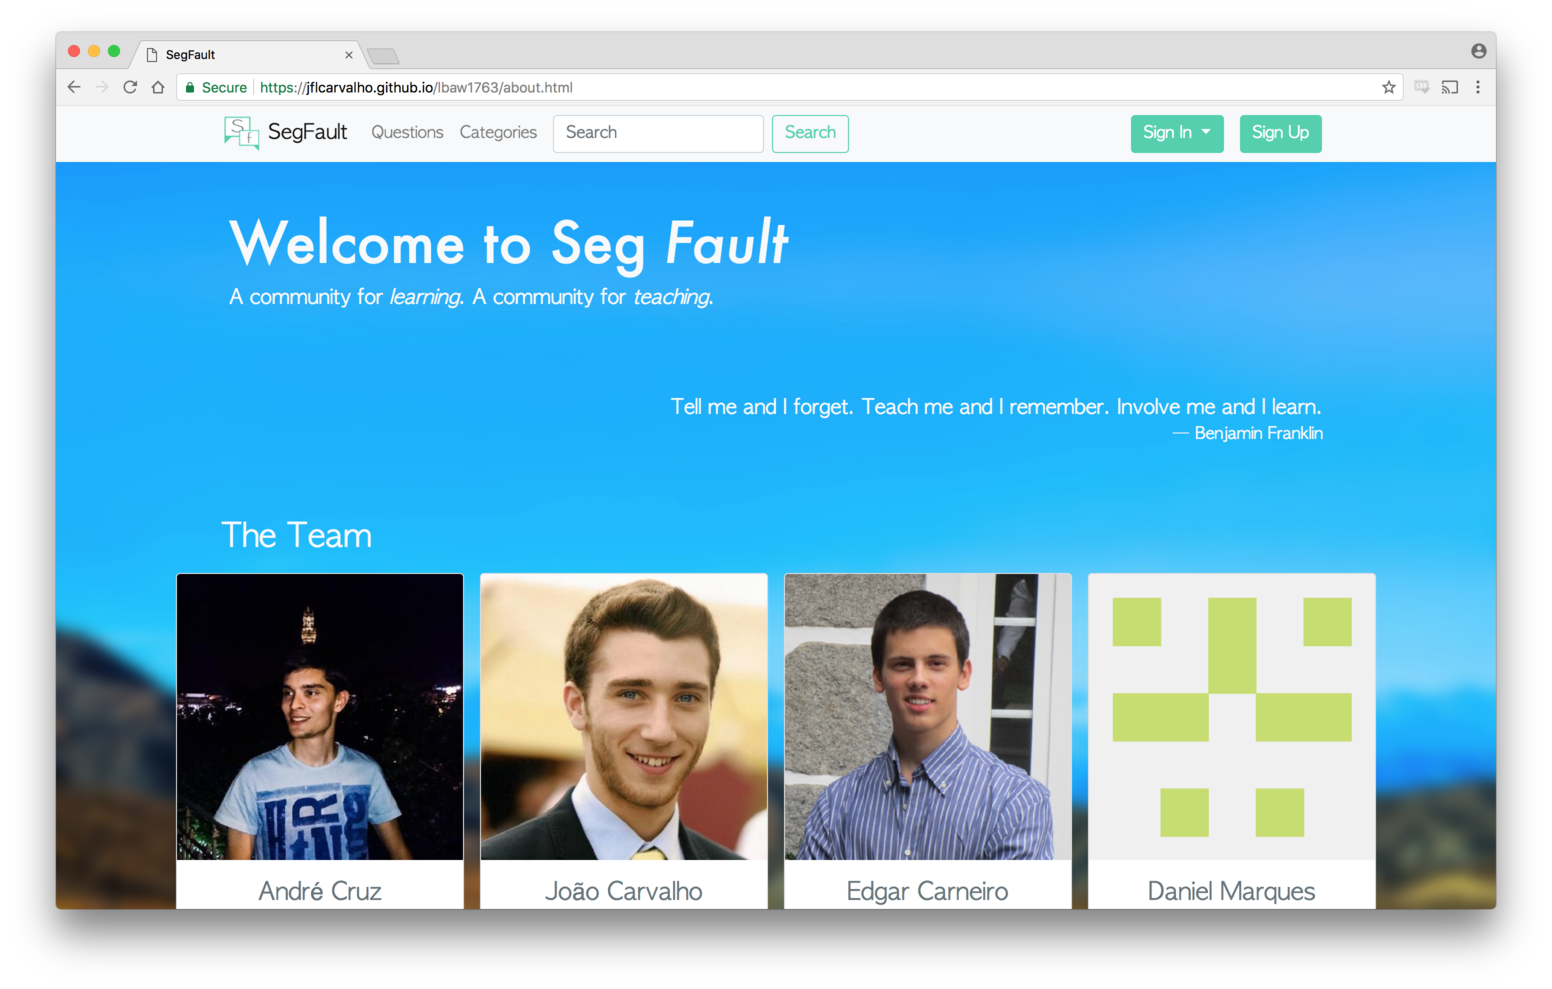 SegFault
Secure https://jflcarvalho.github.io/lbaw1763/about.html
Sf SegFault Questions Categories Search Search Sign In Sign Up
Welcome to Seg Fault
A community for learning. A community for teaching.
Tell me and I forget. Teach me and I remember. Involve me and I learn.
— Benjamin Franklin
The Team
André Cruz João Carvalho Edgar Carneiro Daniel Marques